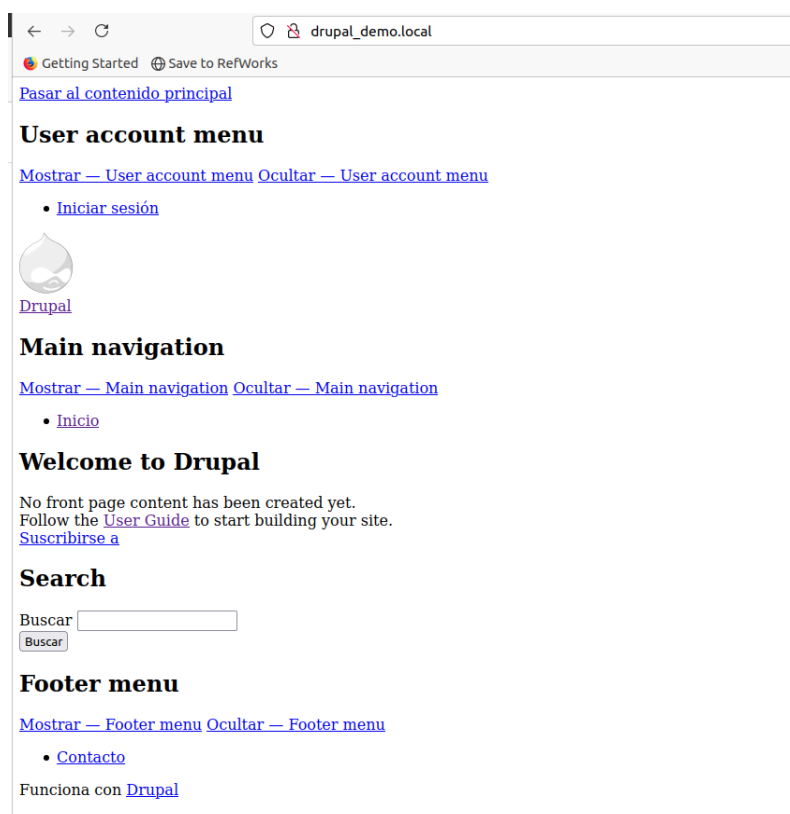 drupal_demo.local
Getting Started Save to RefWorks
Pasar al contenido principal
User account menu
Mostrar — User account menu Ocultar — User account menu
Iniciar sesión
Drupal
Main navigation
Mostrar — Main navigation Ocultar — Main navigation
Inicio
Welcome to Drupal
No front page content has been created yet.
Follow the User Guide to start building your site.
Suscribirse a
Search
Buscar
Buscar
Footer menu
Mostrar — Footer menu Ocultar — Footer menu
Contacto
Funciona con Drupal